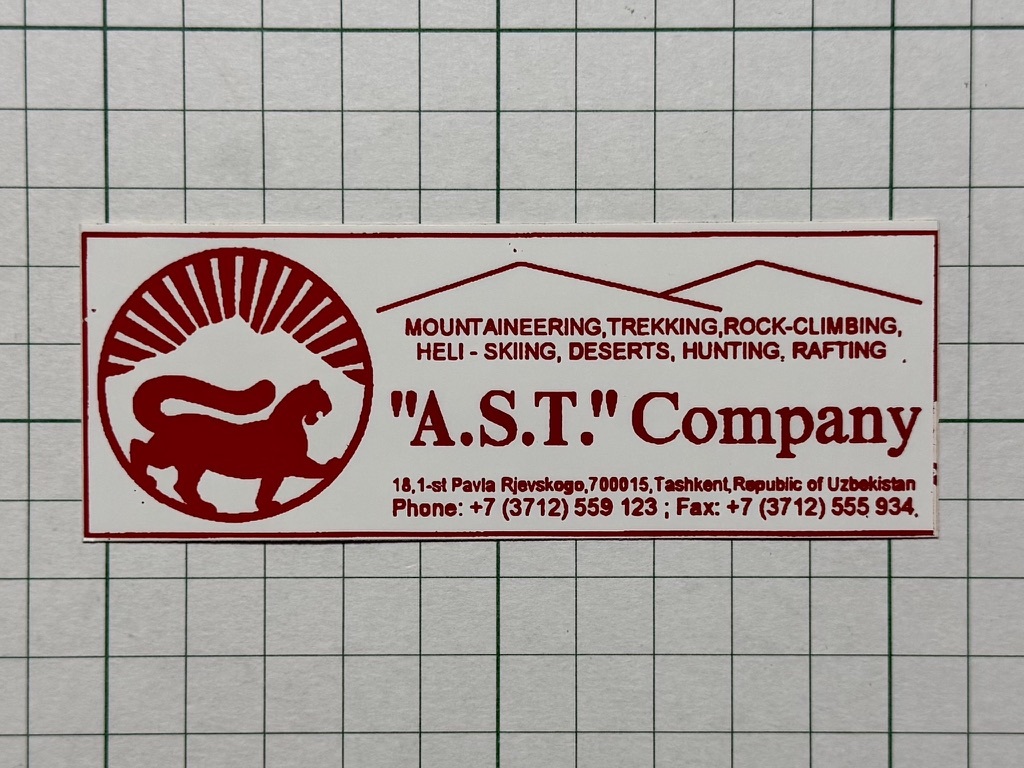 MOUNTAINEERING,TREKKING,ROCK-CLIMBING,
HELI - SKIING, DESERTS, HUNTING, RAFTING
"A.S.T." Company
18,1-st Pavla Rjevskogo,700015,Tashkent,Republic of Uzbekistan
Phone: +7 (3712) 559 123 ; Fax: +7 (3712) 555 934.